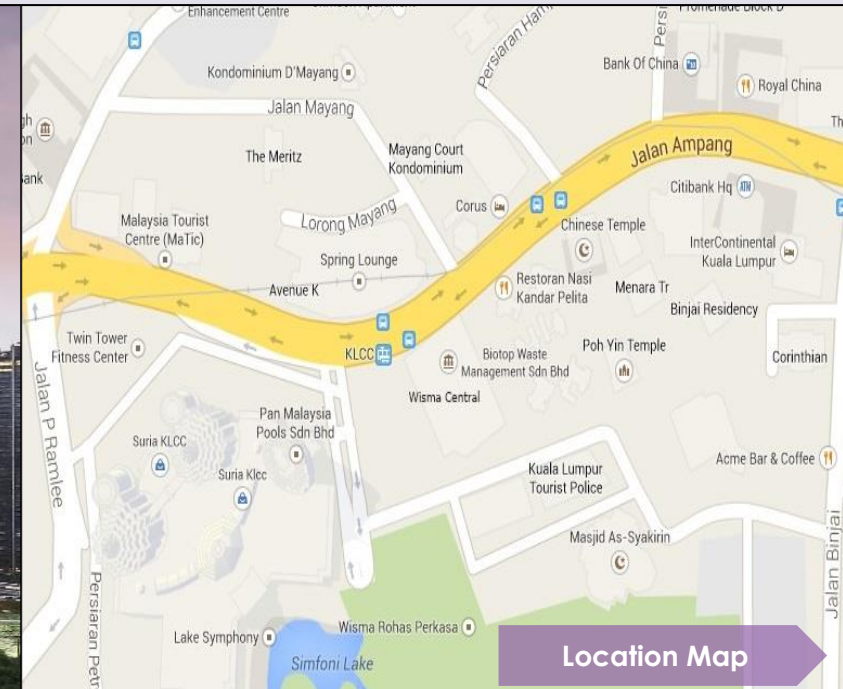 Enhancement Centre
Promenade Block D
Kondominium D'Mayang
Bank Of China
Royal China
Jalan Mayang
Jalan Ampang
The Meritz
Mayang Court
Kondominium
Citibank Hq
ATM
Corus
Lorong Mayang
Malaysia Tourist
Centre (MaTic)
Chinese Temple
InterContinental
Kuala Lumpur
Spring Lounge
Restoran Nasi
Kandar Pelita
Menara Tr
Avenue K
Binjai Residency
Twin Tower
Fitness Center
KLCC
Biotop Waste
Management Sdn Bhd
Poh Yin Temple
Corinthian
Wisma Central
Jalan P Ramlee
Pan Malaysia
Pools Sdn Bhd
Suria KLCC
Suria Klcc
Kuala Lumpur
Tourist Police
Acme Bar & Coffee
Masjid As-Syakirin
Jalan Binjai
Persiaran
Lake Symphony
Wisma Rohas Perkasa
Simfoni Lake
Location Map